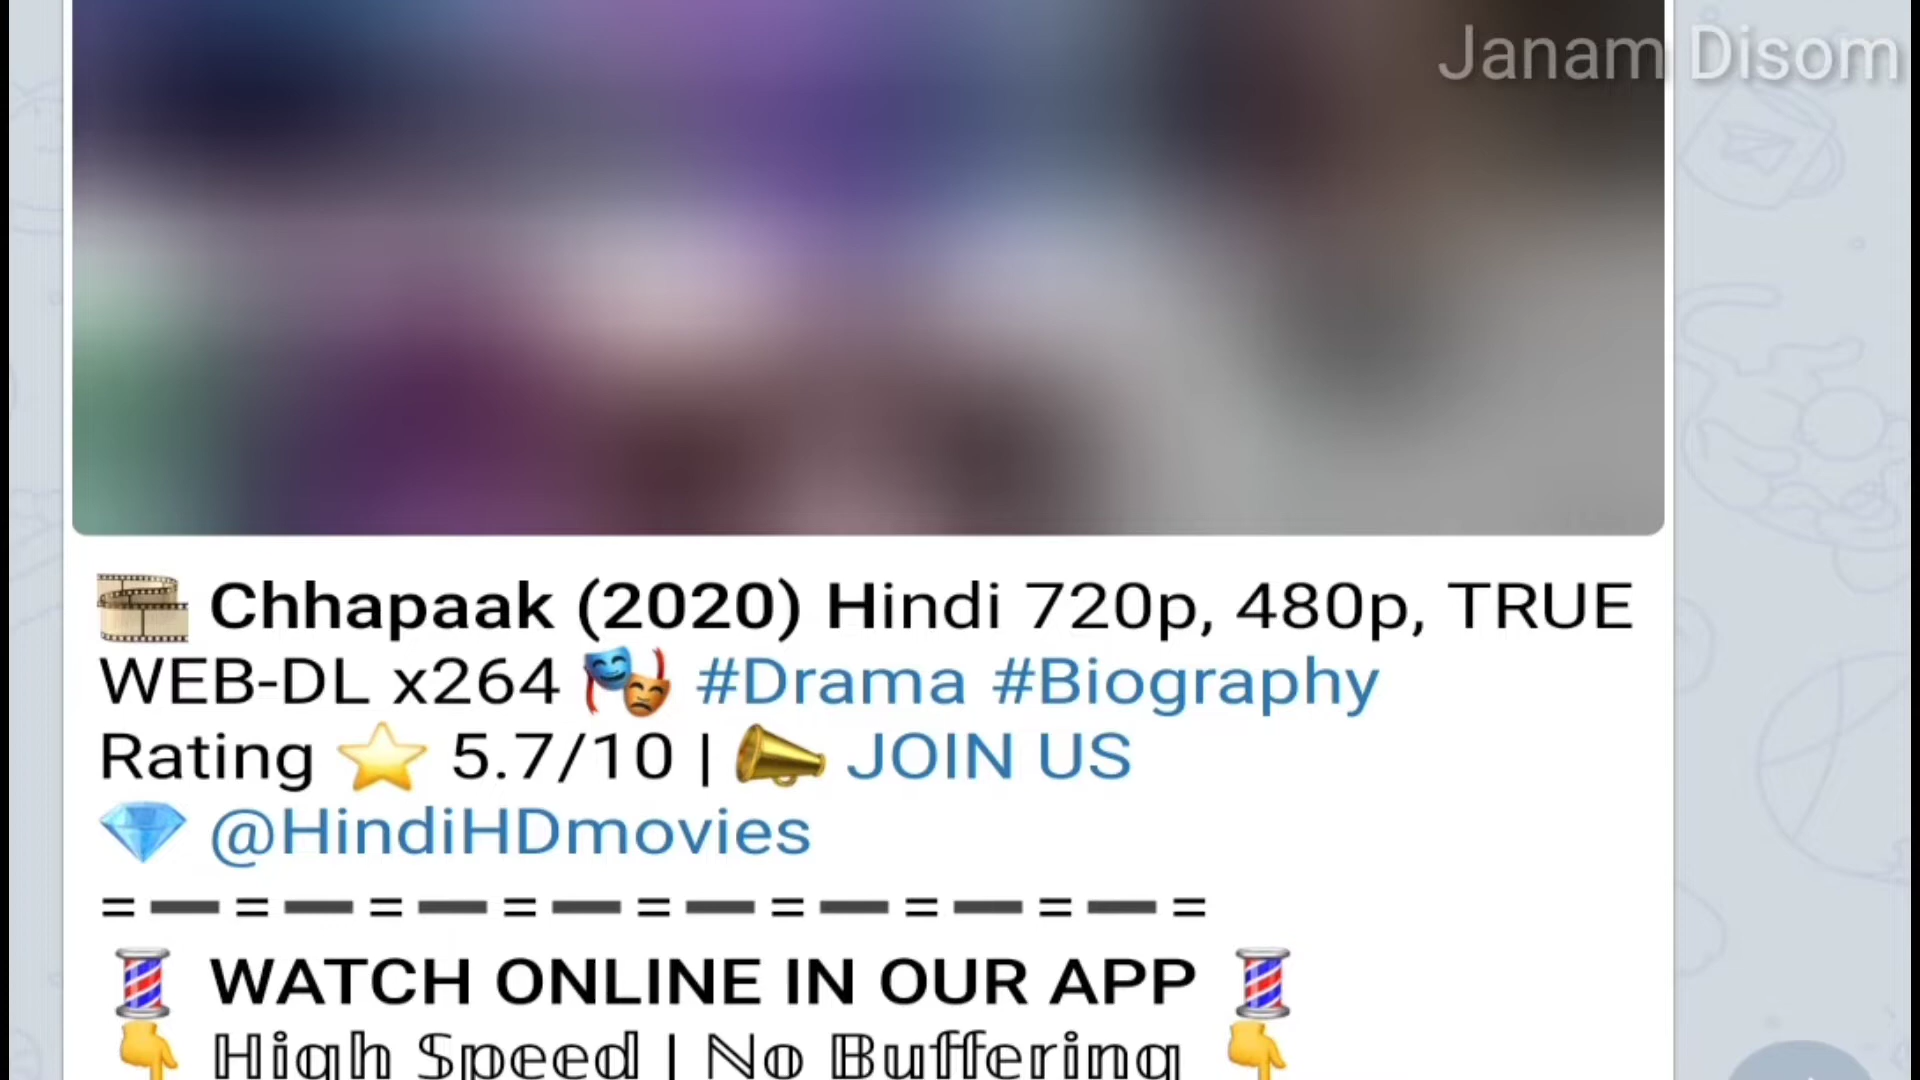 Janam Disom
🎞 Chhapaak (2020) Hindi 720p, 480p, TRUE
WEB-DL x264 🎭 #Drama #Biography
Rating ⭐ 5.7/10 | 📣 JOIN US
💎 @HindiHDmovies
=➖=➖=➖=➖=➖=➖=➖=➖=
💈 WATCH ONLINE IN OUR APP 💈
👇 ℍ𝕚𝕘𝕙 𝕊𝕡𝕖𝕖𝕕 | ℕ𝕠 𝔹𝕦𝕗𝕗𝕖𝕣𝕚𝕟𝕘 👇